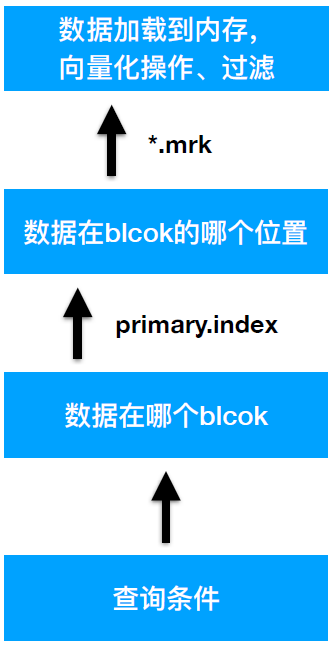 数据加载到内存，
向量化操作、过滤
*.mrk
数据在blcok的哪个位置
primary.index
数据在哪个blcok
查询条件